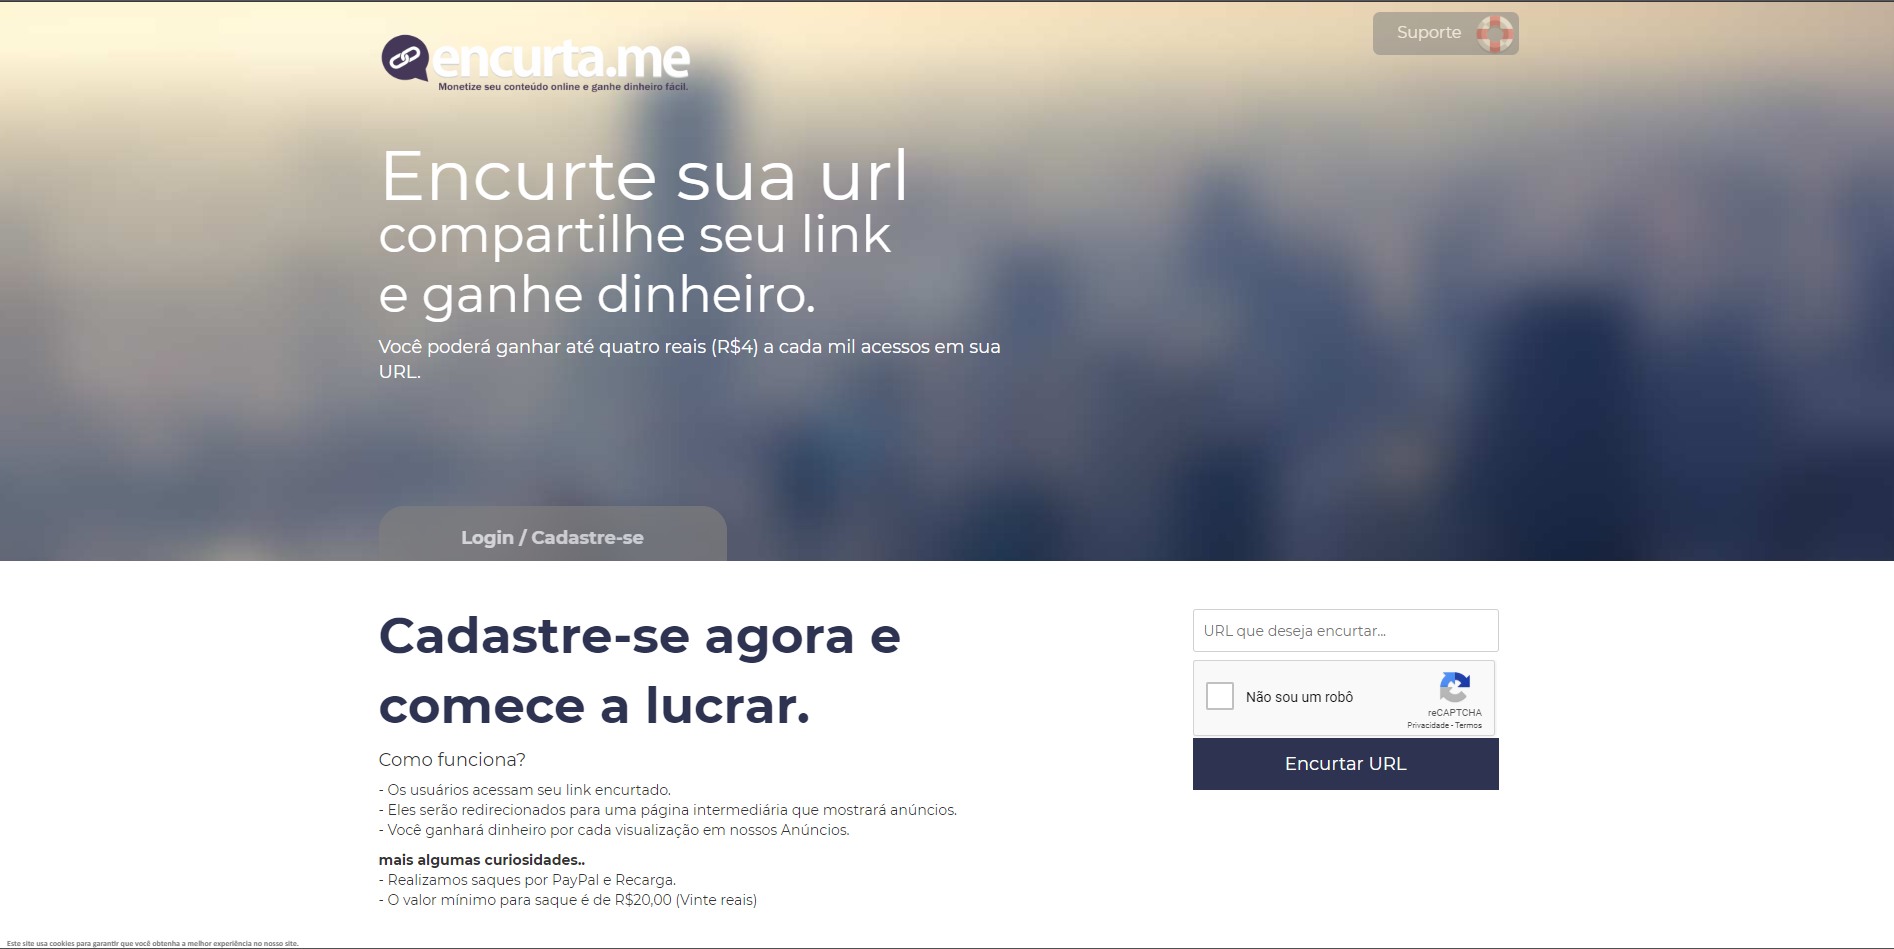 encurta.me
Monetize seu conteúdo online e ganhe dinheiro fácil.
Suporte
Encurte sua url
compartilhe seu link
e ganhe dinheiro.
Você poderá ganhar até quatro reais (R$4) a cada mil acessos em sua
URL.
Login / Cadastre-se
Cadastre-se agora e
comece a lucrar.
Como funciona?
- Os usuários acessam seu link encurtado.
- Eles serão redirecionados para uma página intermediária que mostrará anúncios.
- Você ganhará dinheiro por cada visualização em nossos Anúncios.
mais algumas curiosidades..
- Realizamos saques por PayPal e Recarga.
- O valor mínimo para saque é de R$20,00 (Vinte reais)
URL que deseja encurtar...
Não sou um robô
reCAPTCHA
Privacidade - Termos
Encurtar URL
Este site usa cookies para garantir que você obtenha a melhor experiência no nosso site.